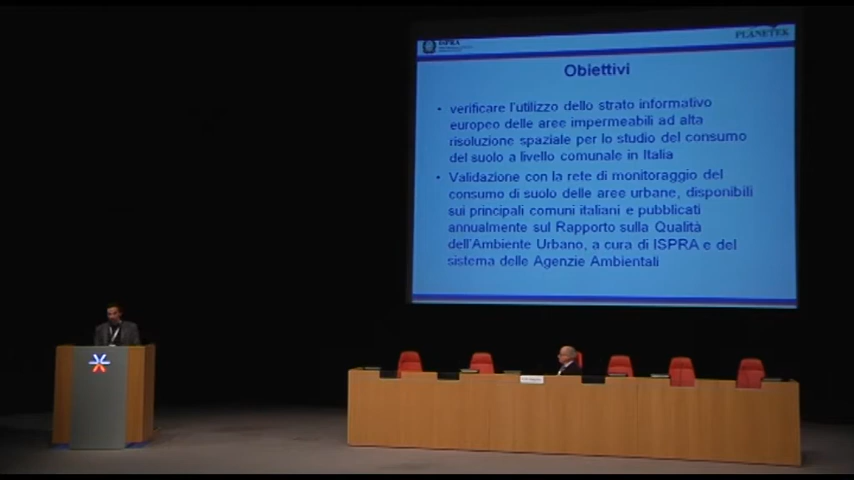 ISPRA
PLANETEK
Obiettivi
• verificare l'utilizzo dello strato informativo
europeo delle aree impermeabili ad alta
risoluzione spaziale per lo studio del consumo
del suolo a livello comunale in Italia
• Validazione con la rete di monitoraggio del
consumo di suolo delle aree urbane, disponibili
sui principali comuni italiani e pubblicati
annualmente sul Rapporto sulla Qualità
dell'Ambiente Urbano, a cura di ISPRA e del
sistema delle Agenzie Ambientali